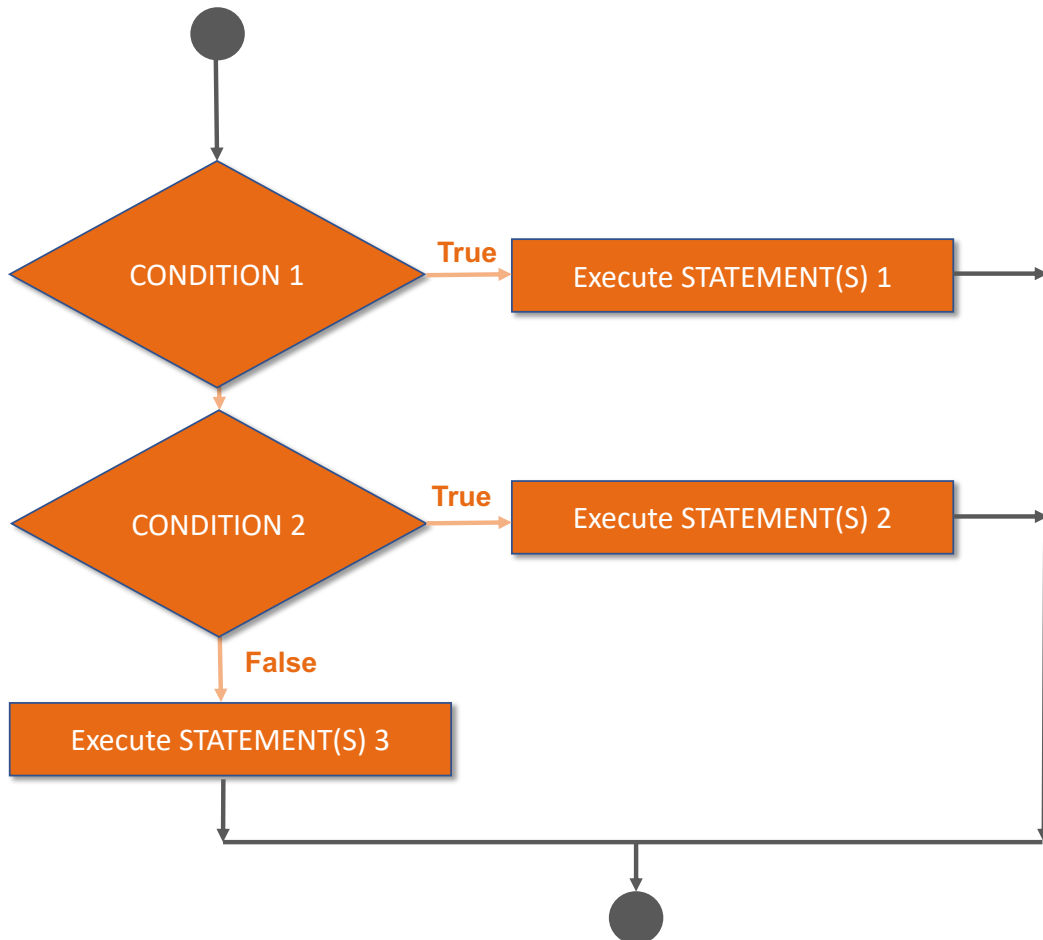 True
CONDITION 1
Execute STATEMENT(S) 1
True
CONDITION 2
Execute STATEMENT(S) 2
False
Execute STATEMENT(S) 3